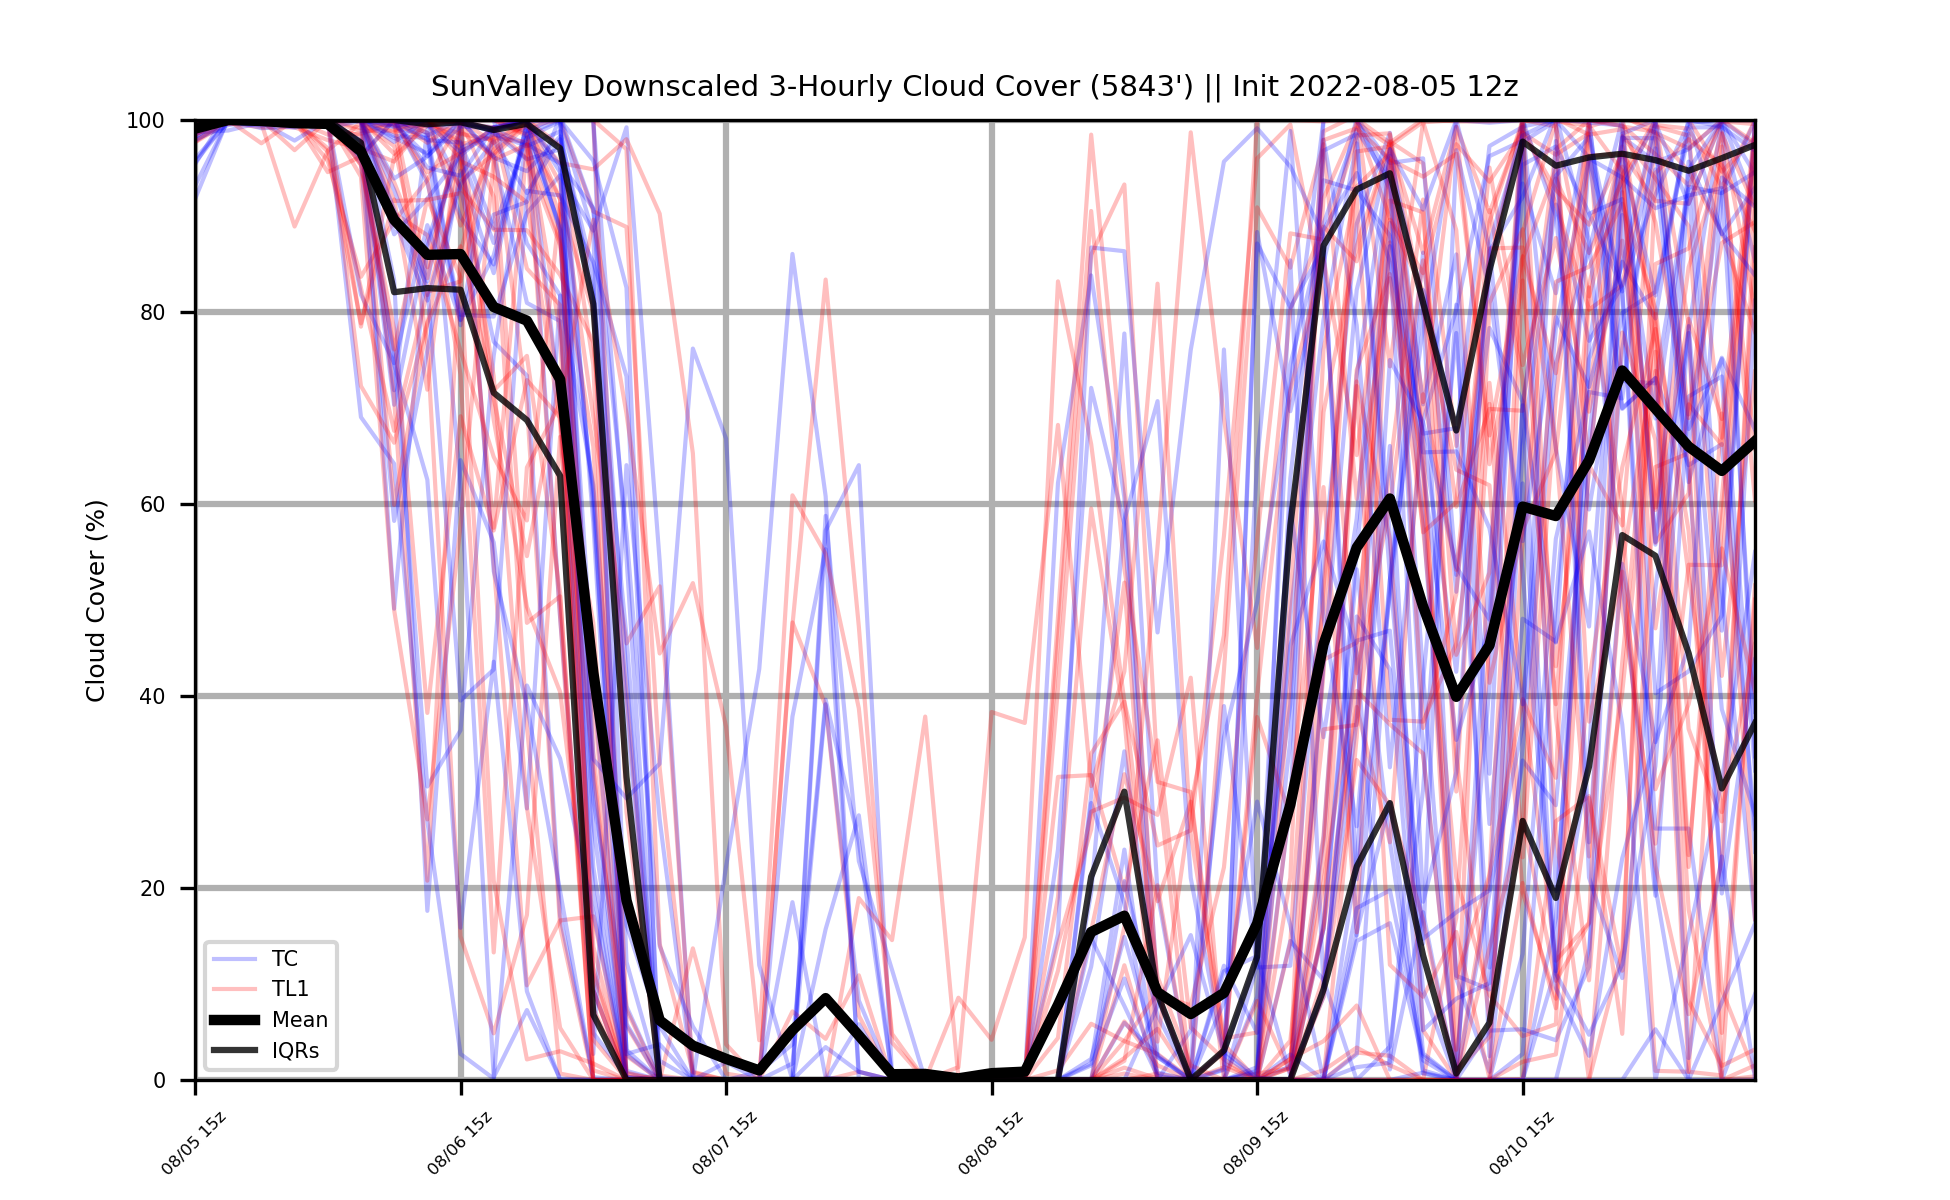 SunValley Downscaled 3-Hourly Cloud Cover (5843') || Init 2022-08-05 12z
Cloud Cover (%)
100
80
60
40
20
0
TC
TL1
Mean
IQRs
08/05 15z
08/06 15z
08/07 15z
08/08 15z
08/09 15z
08/10 15z